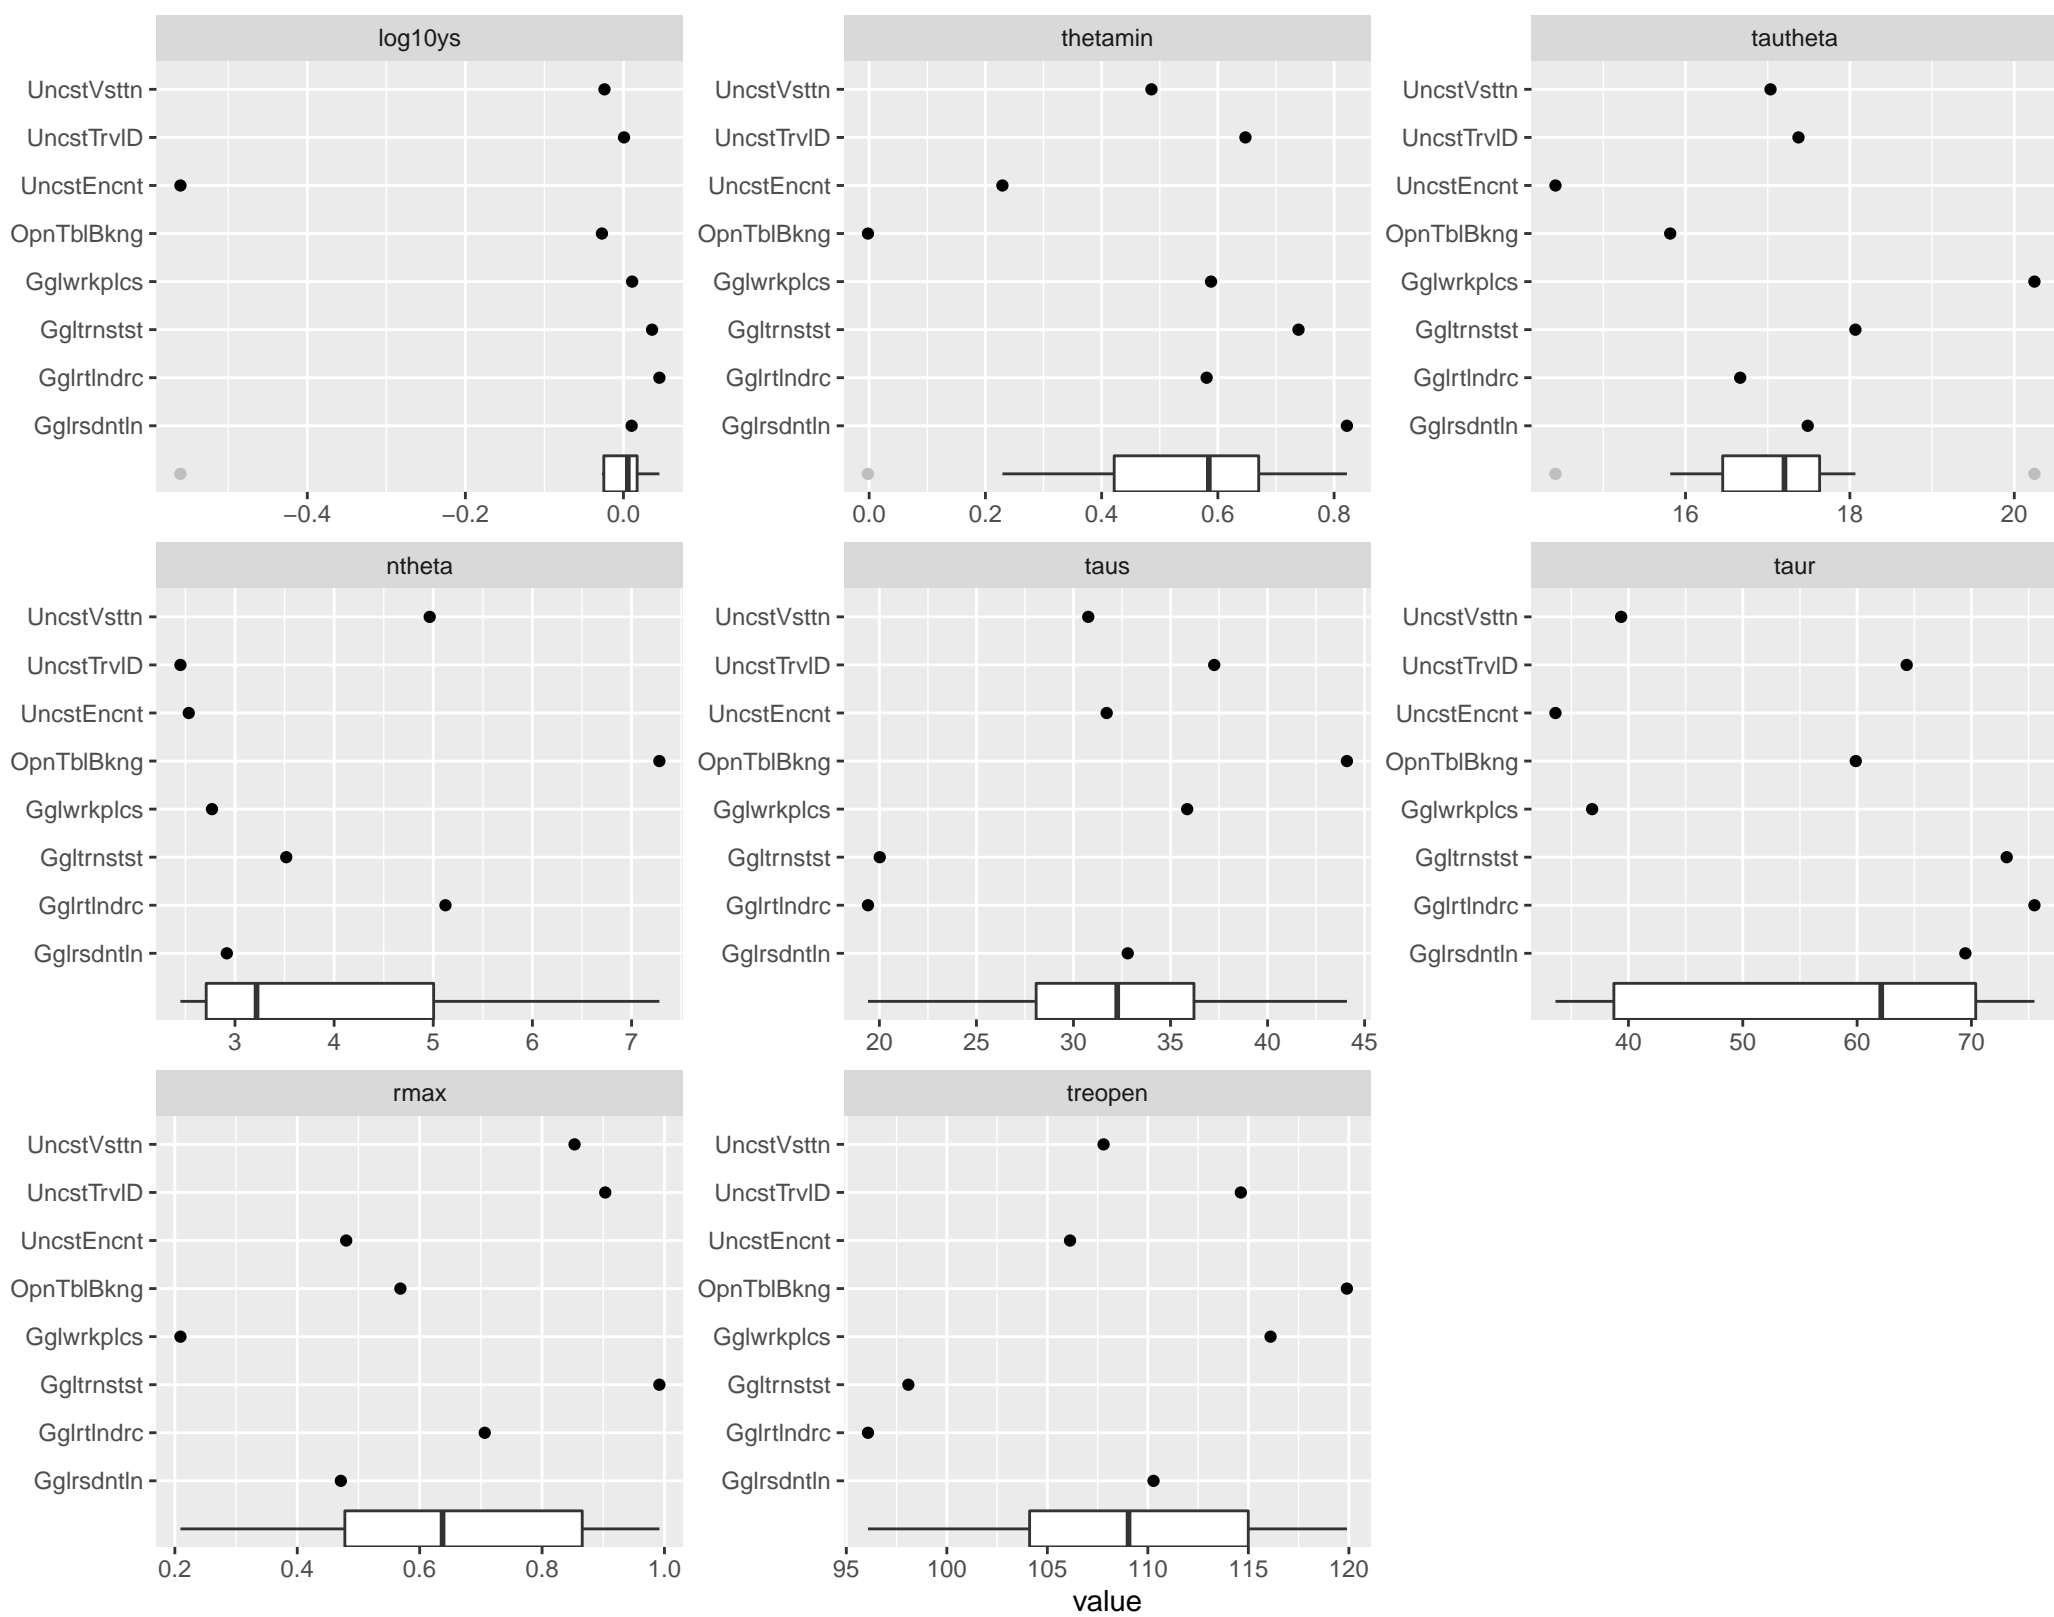 log10ys
UncstVsttn
UncstTrvlD
UncstEncnt
OpnTblBkng
Gglwrkplcs
Ggltrnstst
Gglrtlndrc
Gglrsdntln
−0.4 −0.2 0.0
thetamin
UncstVsttn
UncstTrvlD
UncstEncnt
OpnTblBkng
Gglwrkplcs
Ggltrnstst
Gglrtlndrc
Gglrsdntln
0.0 0.2 0.4 0.6 0.8
tautheta
UncstVsttn
UncstTrvlD
UncstEncnt
OpnTblBkng
Gglwrkplcs
Ggltrnstst
Gglrtlndrc
Gglrsdntln
16 18 20
ntheta
UncstVsttn
UncstTrvlD
UncstEncnt
OpnTblBkng
Gglwrkplcs
Ggltrnstst
Gglrtlndrc
Gglrsdntln
3 4 5 6 7
taus
UncstVsttn
UncstTrvlD
UncstEncnt
OpnTblBkng
Gglwrkplcs
Ggltrnstst
Gglrtlndrc
Gglrsdntln
20 25 30 35 40 45
taur
UncstVsttn
UncstTrvlD
UncstEncnt
OpnTblBkng
Gglwrkplcs
Ggltrnstst
Gglrtlndrc
Gglrsdntln
40 50 60 70
rmax
UncstVsttn
UncstTrvlD
UncstEncnt
OpnTblBkng
Gglwrkplcs
Ggltrnstst
Gglrtlndrc
Gglrsdntln
0.2 0.4 0.6 0.8 1.0
treopen
UncstVsttn
UncstTrvlD
UncstEncnt
OpnTblBkng
Gglwrkplcs
Ggltrnstst
Gglrtlndrc
Gglrsdntln
95 100 105 110 115 120
value